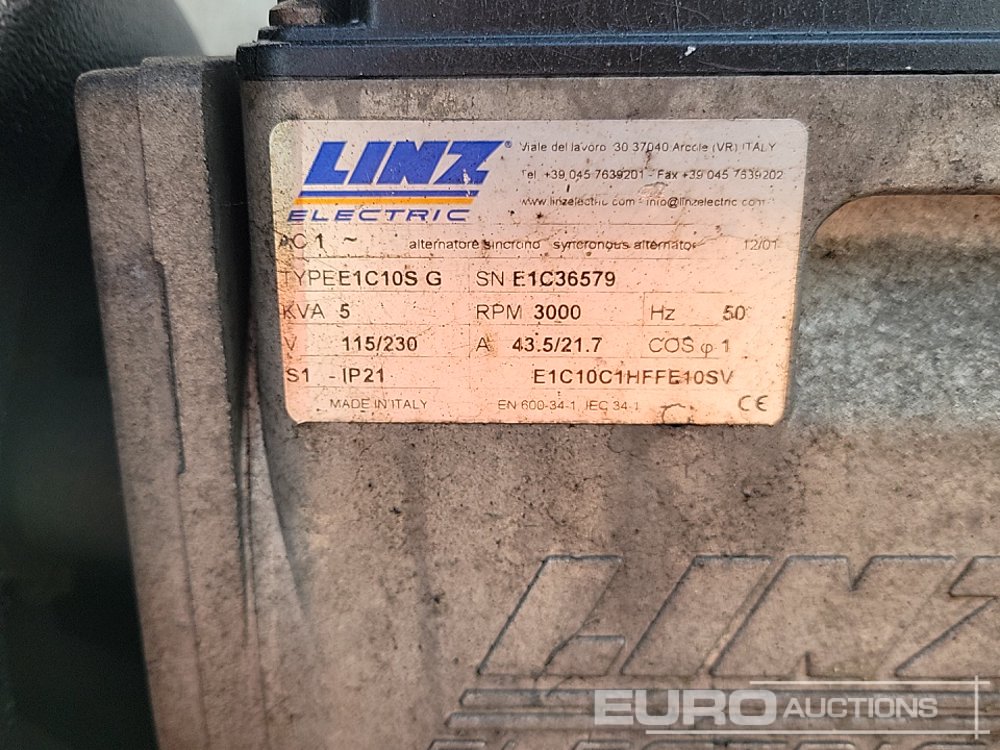 LINZ®
ELECTRIC
Viale del lavoro 30 37040 Arcole (VR) ITALY
Tel. +39 045 7639201 - Fax +39 045 7639202
www.linzelectric.com - info@linzelectric.com
AC 1 ~ alternatore sincrono syncronous alternator 12/01
TYPE E1C10S G SN E1C36579
KVA 5 RPM 3000 Hz 50
V 115/230 A 43.5/21.7 COS φ 1
S1 - IP21 E1C10C1HFFE10SV
MADE IN ITALY EN 600-34-1, IEC 34-1 CE
LINZ
ELECTRIC
EURO AUCTIONS